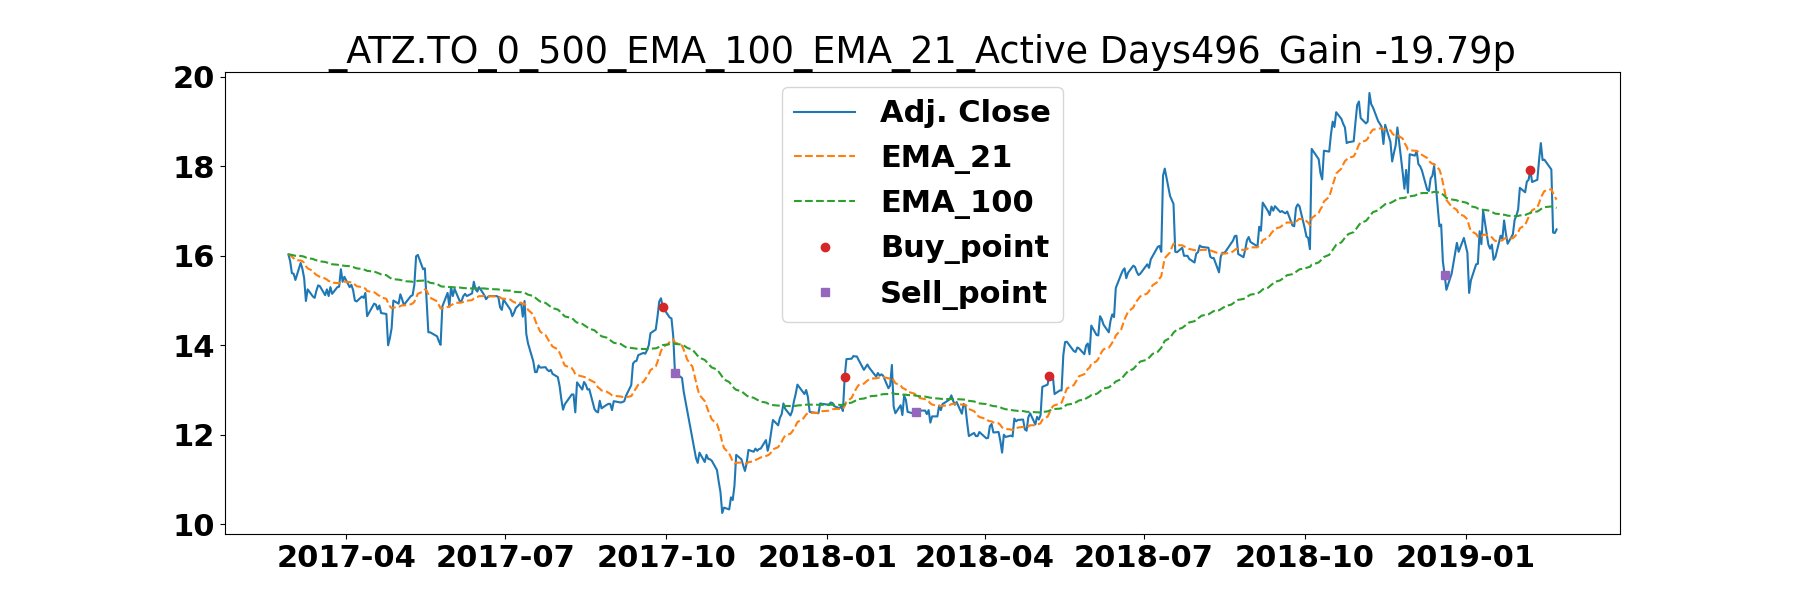 _ATZ.TO_0_500_EMA_100_EMA_21_Active Days496_Gain -19.79p
20
18
16
14
12
10
Adj. Close
EMA_21
EMA_100
Buy_point
Sell_point
2017-04 2017-07 2017-10 2018-01 2018-04 2018-07 2018-10 2019-01